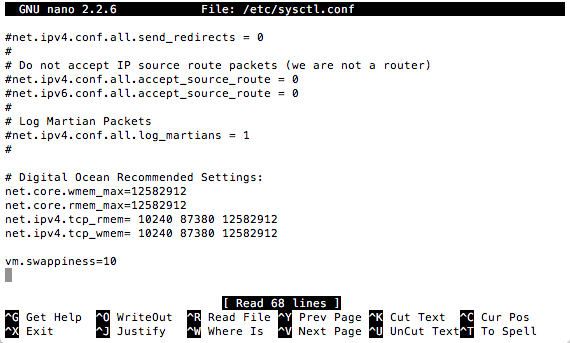 GNU nano 2.2.6 File: /etc/sysctl.conf
#net.ipv4.conf.all.send_redirects = 0
#
# Do not accept IP source route packets (we are not a router)
#net.ipv4.conf.all.accept_source_route = 0
#net.ipv6.conf.all.accept_source_route = 0
#
# Log Martian Packets
#net.ipv4.conf.all.log_martians = 1
#
# Digital Ocean Recommended Settings:
net.core.wmem_max=12582912
net.core.rmem_max=12582912
net.ipv4.tcp_rmem= 10240 87380 12582912
net.ipv4.tcp_wmem= 10240 87380 12582912
vm.swappiness=10
[ Read 68 lines ]
^G Get Help ^O WriteOut ^R Read File ^Y Prev Page ^K Cut Text ^C Cur Pos
^X Exit ^J Justify ^W Where Is ^V Next Page ^U UnCut Text ^T To Spell